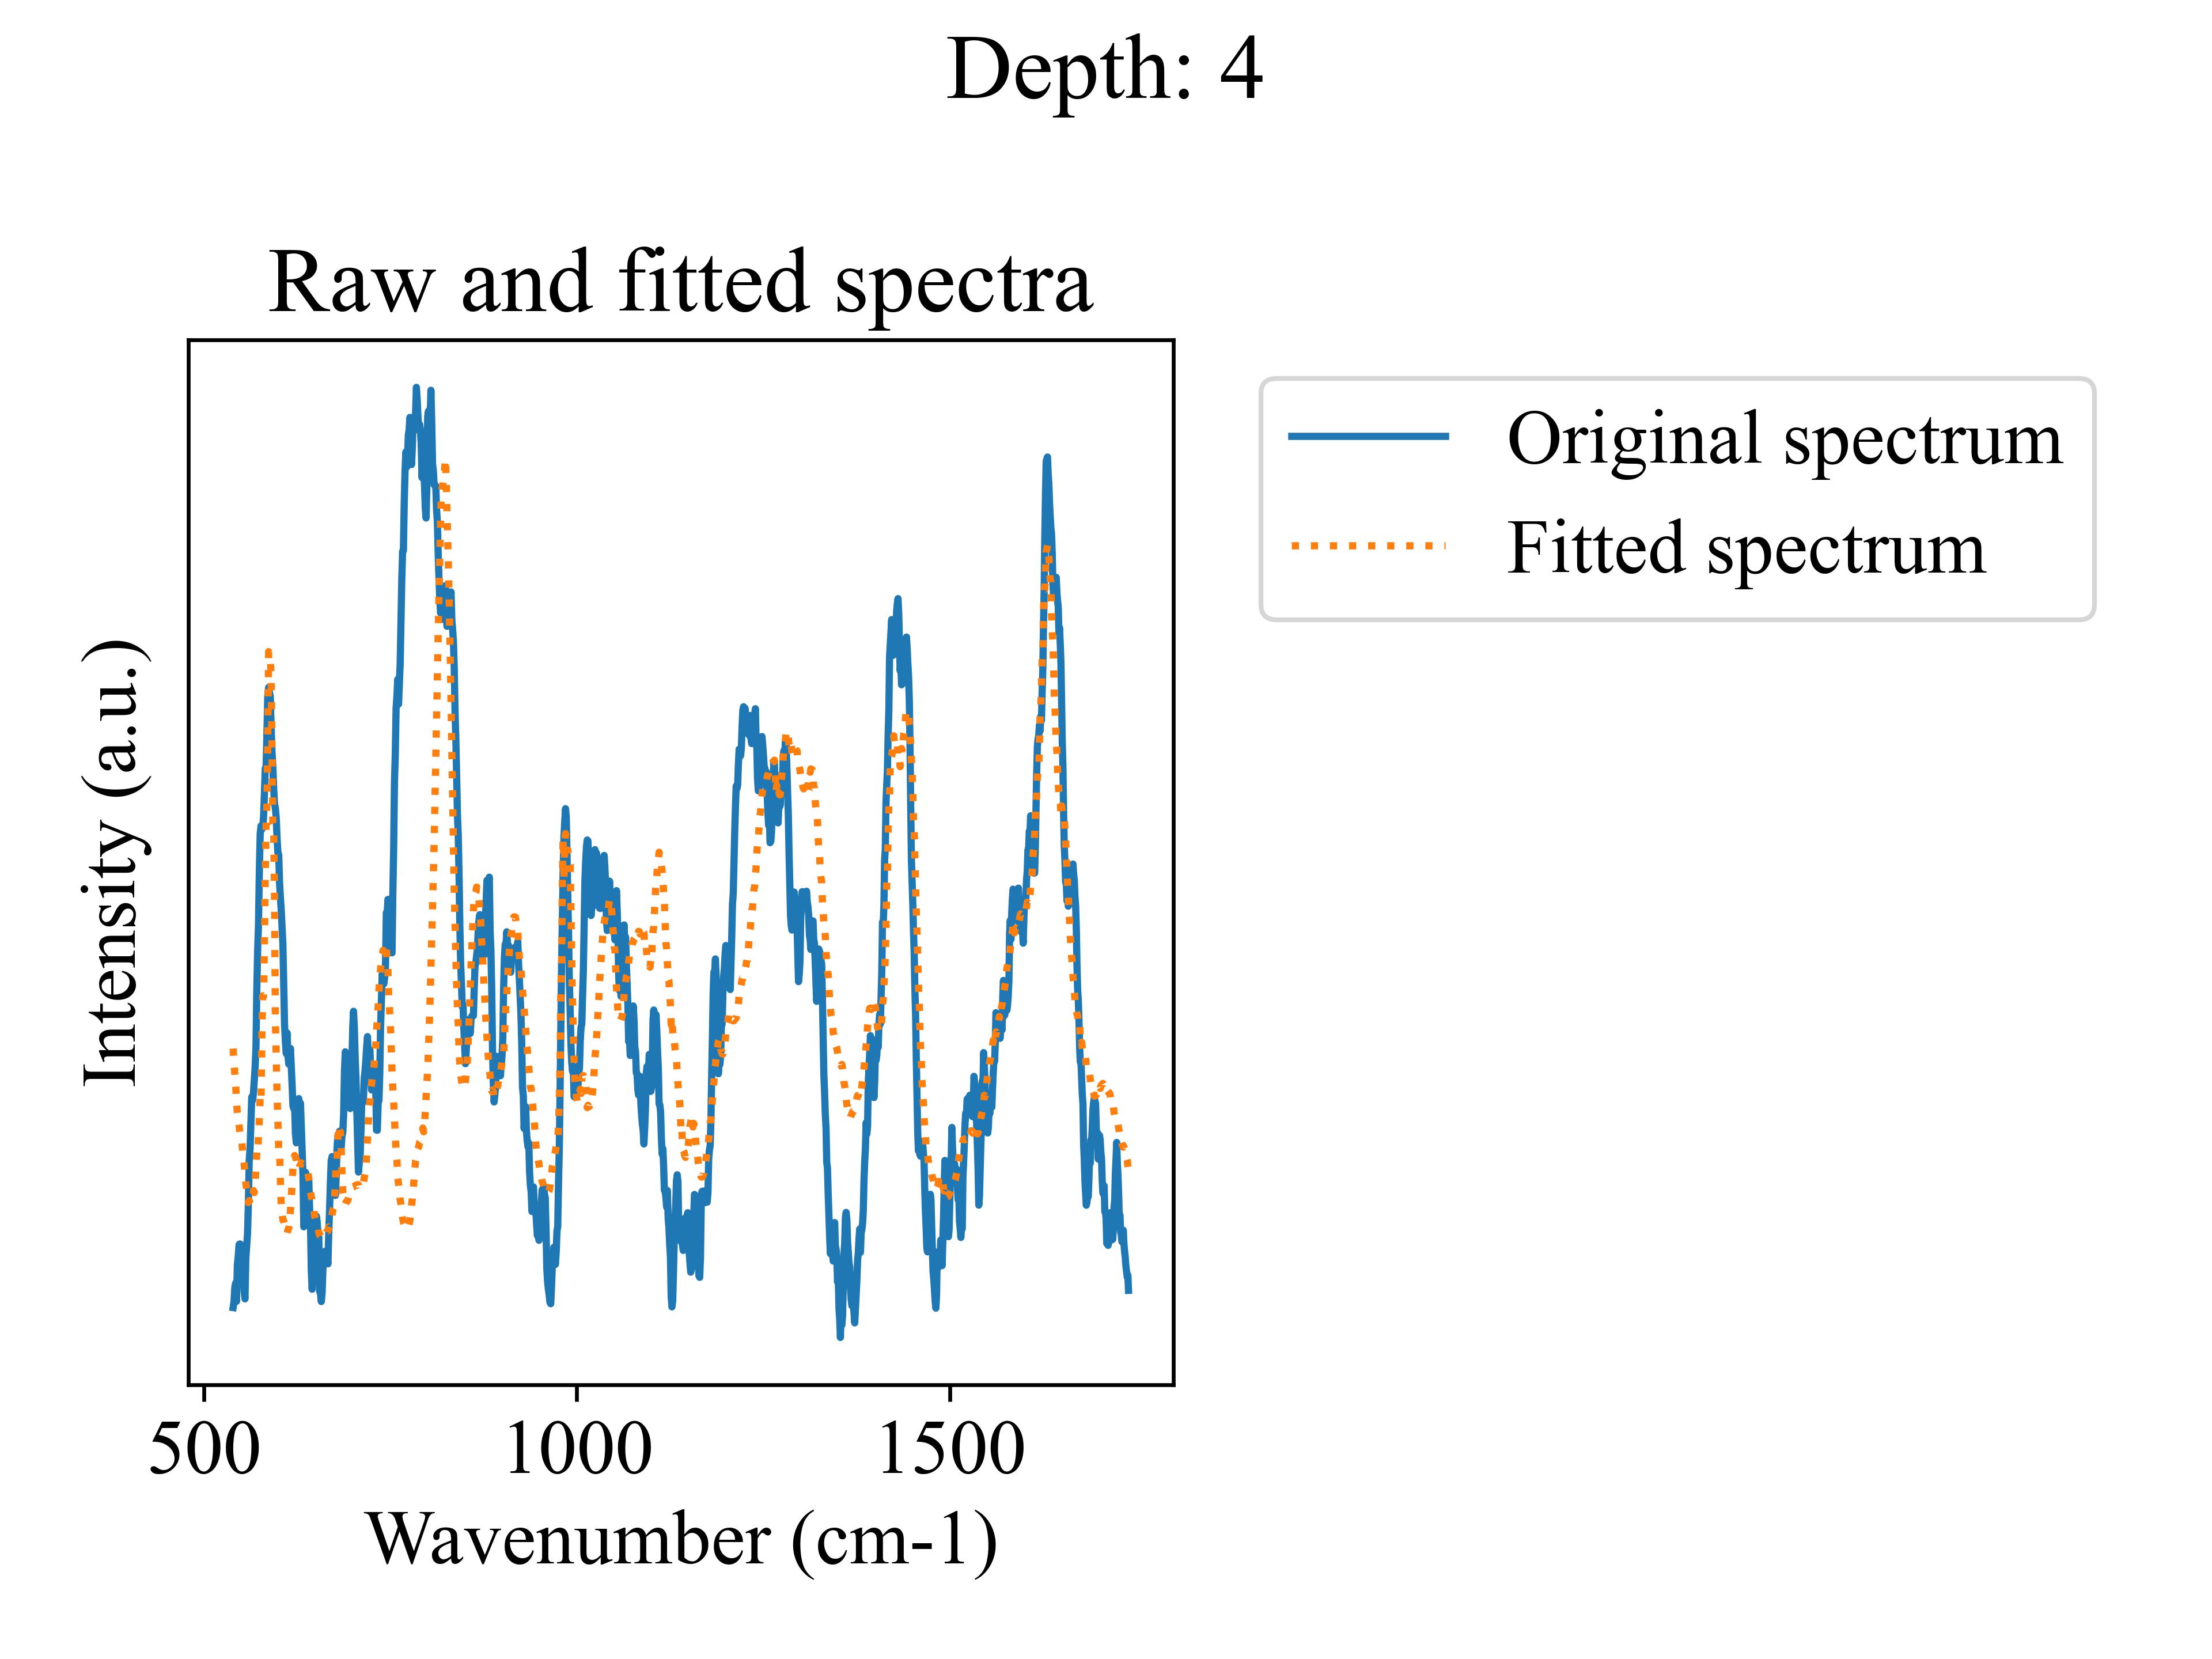 Depth: 4
Raw and fitted spectra
Original spectrum
Fitted spectrum
Intensity (a.u.)
500 1000 1500
Wavenumber (cm-1)